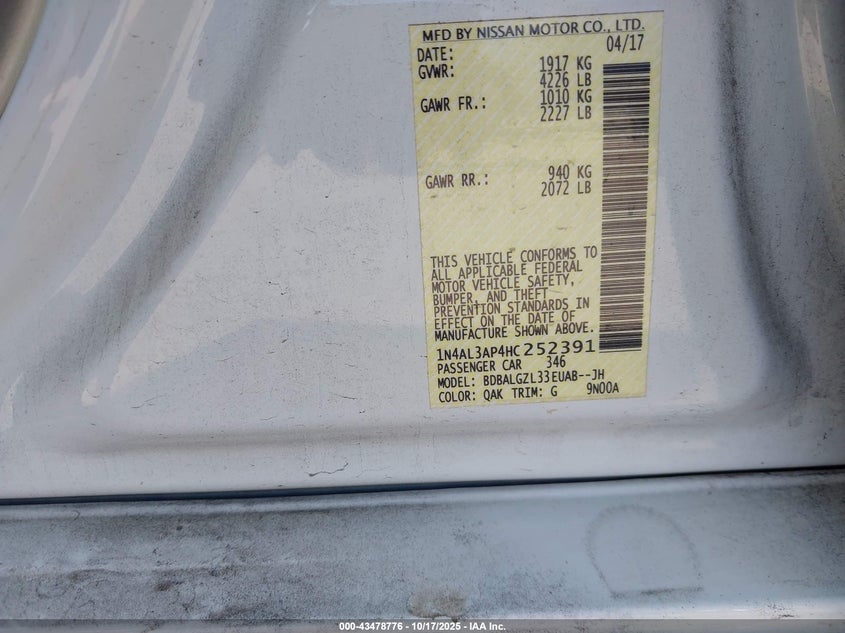 MFD BY NISSAN MOTOR CO., LTD.
DATE: 04/17
GVWR: 1917 KG
4226 LB
GAWR FR.: 1010 KG
2227 LB
GAWR RR.: 940 KG
2072 LB
THIS VEHICLE CONFORMS TO
ALL APPLICABLE FEDERAL
MOTOR VEHICLE SAFETY,
BUMPER, AND THEFT
PREVENTION STANDARDS IN
EFFECT ON THE DATE OF
MANUFACTURE SHOWN ABOVE.
1N4AL3AP4HC252391
PASSENGER CAR 346
MODEL: BDBALGZL33EUAB--JH
COLOR: QAK TRIM: G 9N00A
000-43478776 - 10/17/2025 - IAA Inc.